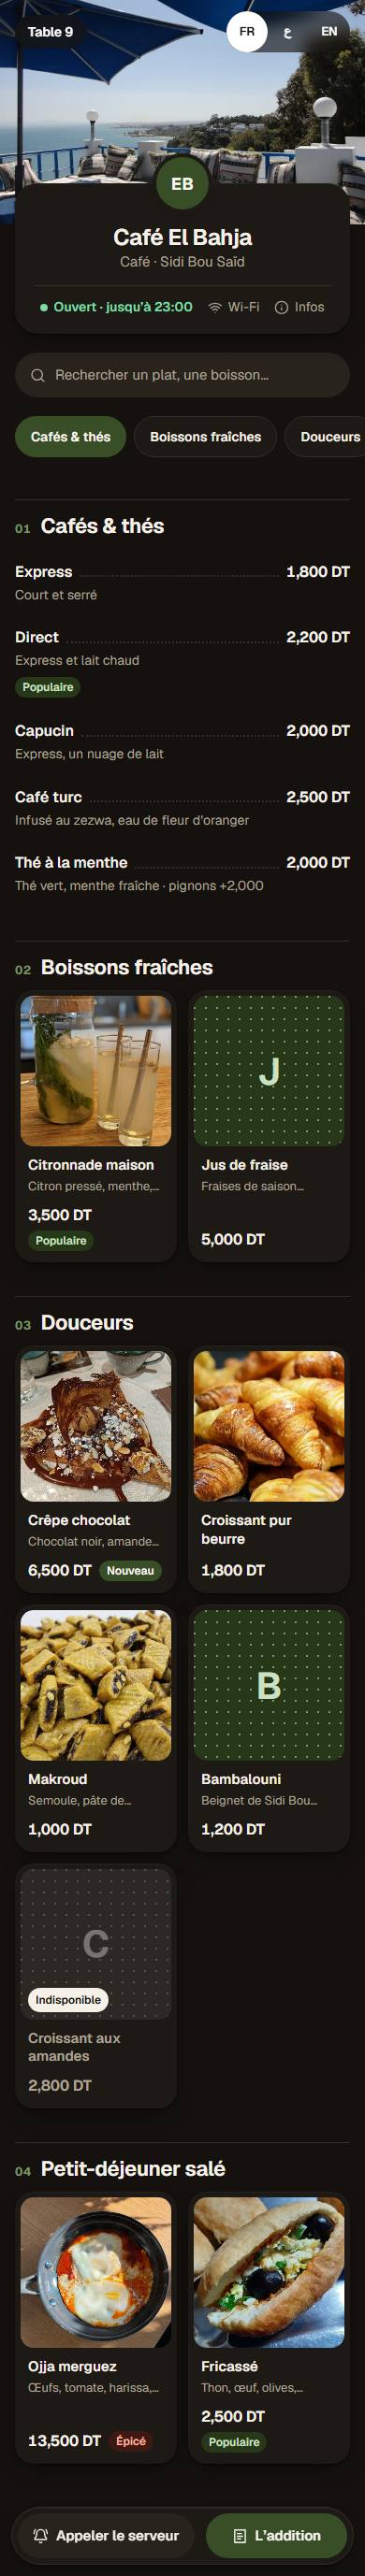 Table 9
FR ع EN
EB
Café El Bahja
Café · Sidi Bou Saïd
Ouvert · jusqu'à 23:00 Wi-Fi Infos
Rechercher un plat, une boisson...
Cafés & thés Boissons fraîches Douceurs
01 Cafés & thés
Express 1,800 DT
Court et serré
Direct 2,200 DT
Express et lait chaud
Populaire
Capucin 2,000 DT
Express, un nuage de lait
Café turc 2,500 DT
Infusé au zezwa, eau de fleur d'oranger
Thé à la menthe 2,000 DT
Thé vert, menthe fraîche · pignons +2,000
02 Boissons fraîches
J
Citronnade maison
Citron pressé, menthe,...
3,500 DT
Populaire
Jus de fraise
Fraises de saison...
5,000 DT
03 Douceurs
Crêpe chocolat
Chocolat noir, amande...
6,500 DT Nouveau
Croissant pur
beurre
1,800 DT
B
Makroud
Semoule, pâte de...
1,000 DT
Bambalouni
Beignet de Sidi Bou...
1,200 DT
C
Indisponible
Croissant aux
amandes
2,800 DT
04 Petit-déjeuner salé
Ojja merguez
Œufs, tomate, harissa,...
13,500 DT Épicé
Fricassé
Thon, œuf, olives,...
2,500 DT
Populaire
Appeler le serveur L'addition